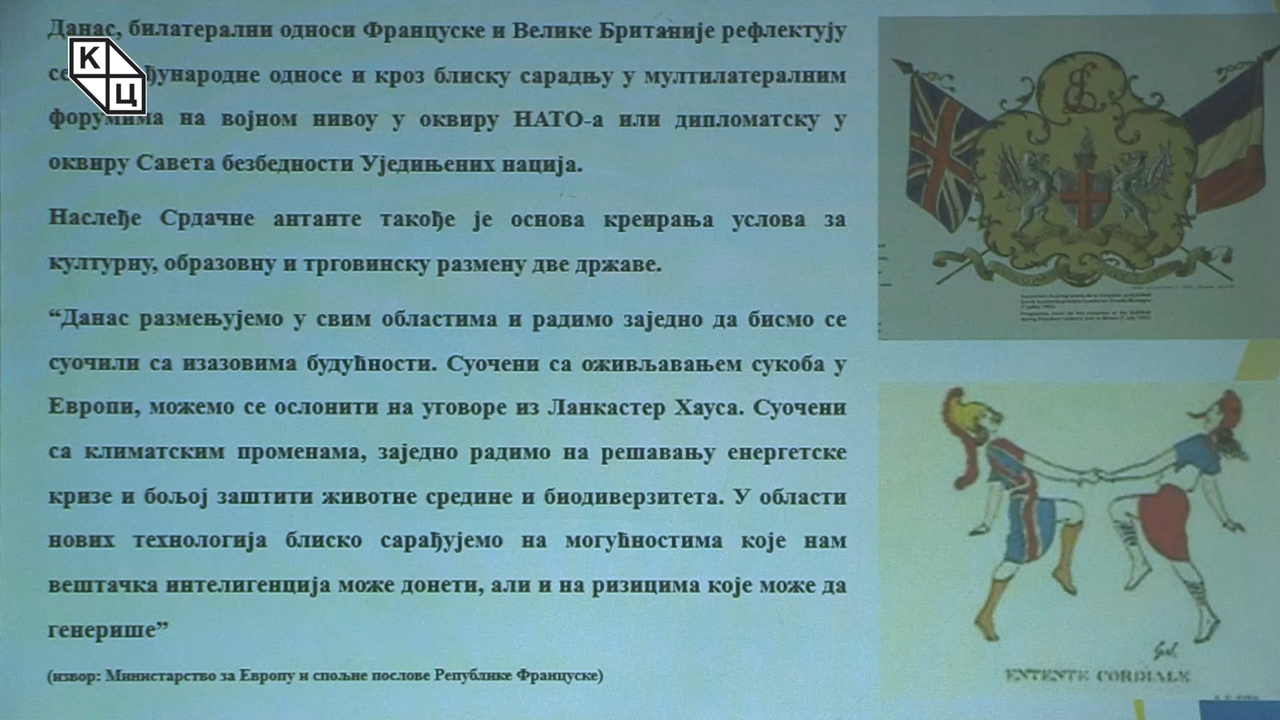 Данас, билатерални односи Француске и Велике Британије рефлектују
односе и кроз блиску сарадњу у мултилатералним
форумима на војном нивоу у оквиру НАТО-а или дипломатску у
оквиру Савета безбедности Уједињених нација.
Наслеђе Срдачне антанте такође је основа креирања услова за
културну, образовну и трговинску размену две државе.
“Данас размењујемо у свим областима и радимо заједно да бисмо се
суочили са изазовима будућности. Суочени са оживљавањем сукоба у
Европи, можемо се ослонити на уговоре из Ланкастер Хауса. Суочени
са климатским променама, заједно радимо на решавању енергетске
кризе и бољој заштити животне средине и биодиверзитета. У области
нових технологија блиско сарађујемо на могућностима које нам
вештачка интелигенција може донети, али и на ризицима које може да
генерише”
(извор: Министарство за Европу и спољне послове Републике Француске)
К
Ц
ENTENTE CORDIALE